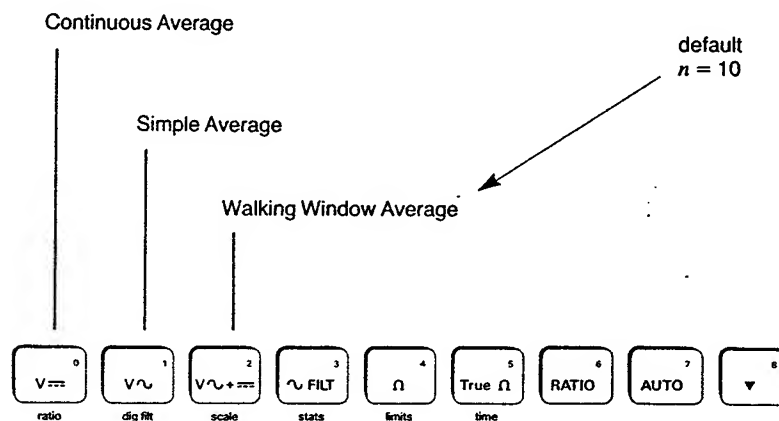 Continuous Average
default
n = 10
Simple Average
Walking Window Average
0 1 2 3 4 5 6 7 8
V⎓ V∿ V∿+⎓ ∿ FILT Ω True Ω RATIO AUTO ▼
ratio dig filt scale stats limits time